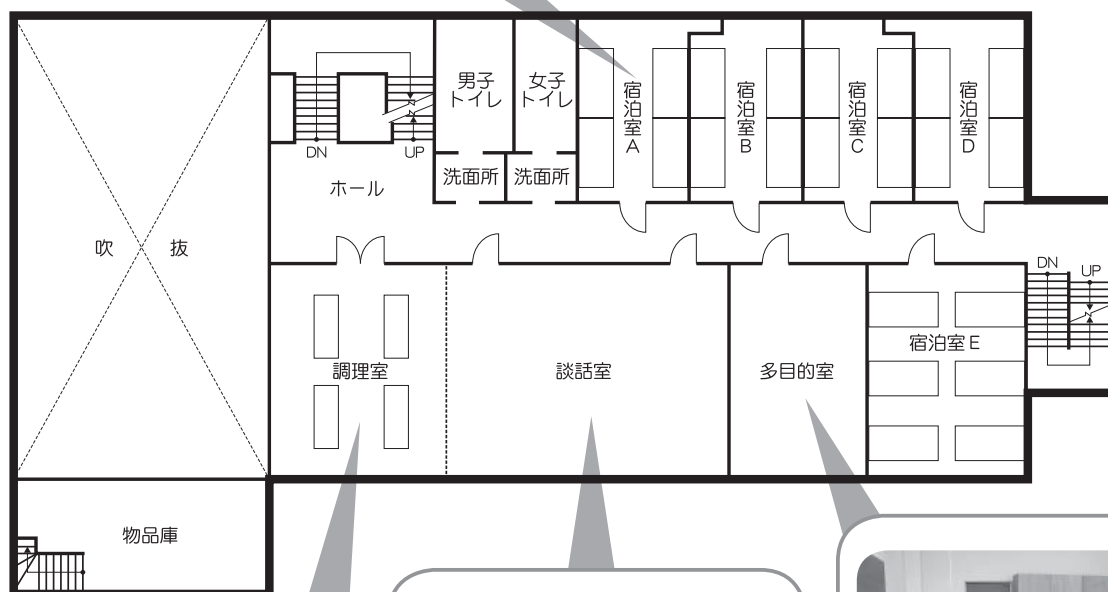 男子
トイレ
女子
トイレ
宿泊室A
宿泊室B
宿泊室C
宿泊室D
DN
UP
洗面所
洗面所
ホール
吹 抜
DN
UP
宿泊室E
調理室
談話室
多目的室
物品庫